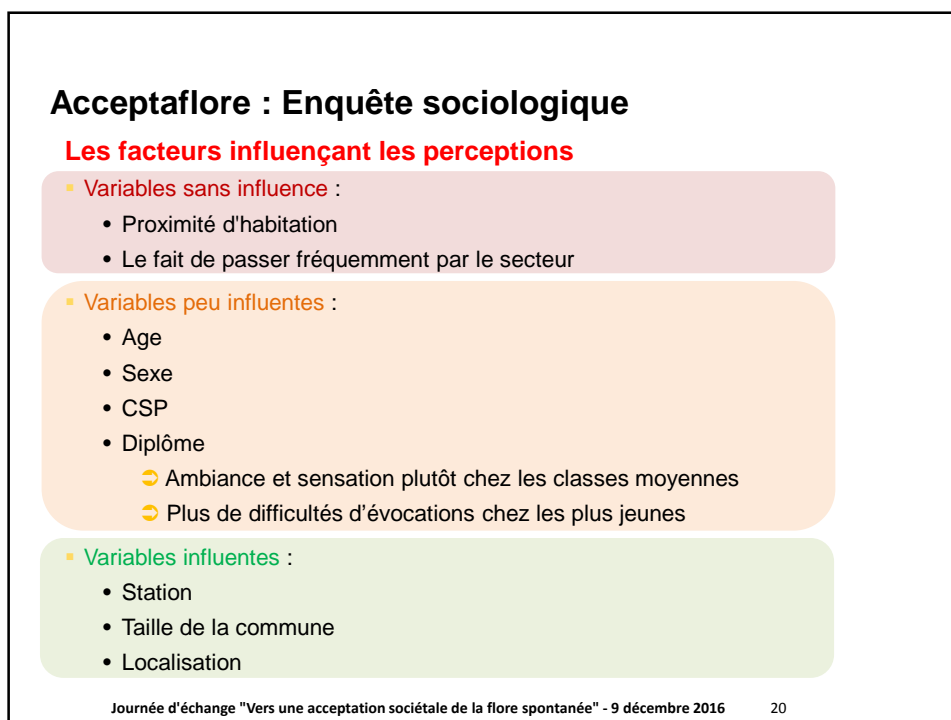 Acceptaflore : Enquête sociologique
Les facteurs influençant les perceptions
Variables sans influence :
• Proximité d'habitation
• Le fait de passer fréquemment par le secteur
Variables peu influentes :
• Age
• Sexe
• CSP
• Diplôme
➲ Ambiance et sensation plutôt chez les classes moyennes
➲ Plus de difficultés d’évocations chez les plus jeunes
Variables influentes :
• Station
• Taille de la commune
• Localisation
Journée d'échange "Vers une acceptation sociétale de la flore spontanée" - 9 décembre 2016 20